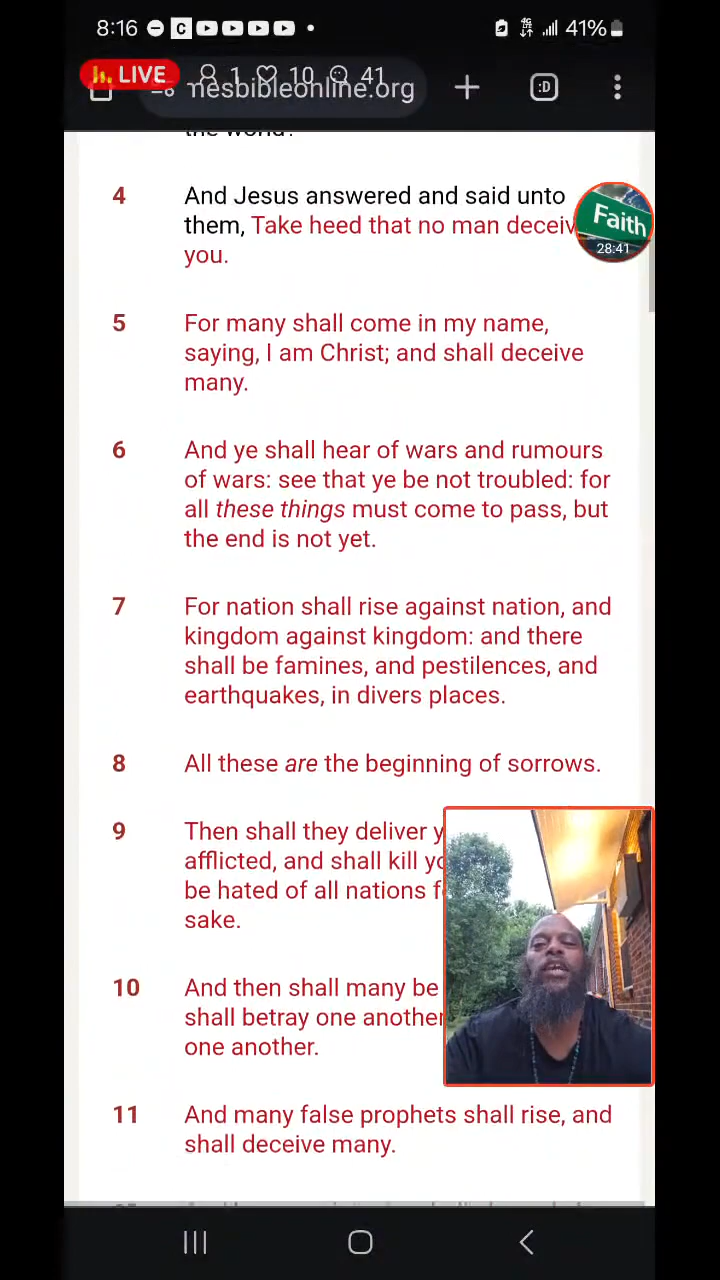 8:16 C 4G 41%
LIVE 1 10 41
nesbibleonline.org :D
the world?
4 And Jesus answered and said unto
them, Take heed that no man deceiv
you.
Faith
28:41
5 For many shall come in my name,
saying, I am Christ; and shall deceive
many.
6 And ye shall hear of wars and rumours
of wars: see that ye be not troubled: for
all these things must come to pass, but
the end is not yet.
7 For nation shall rise against nation, and
kingdom against kingdom: and there
shall be famines, and pestilences, and
earthquakes, in divers places.
8 All these are the beginning of sorrows.
9 Then shall they deliver y
afflicted, and shall kill yo
be hated of all nations f
sake.
10 And then shall many be
shall betray one another
one another.
11 And many false prophets shall rise, and
shall deceive many.